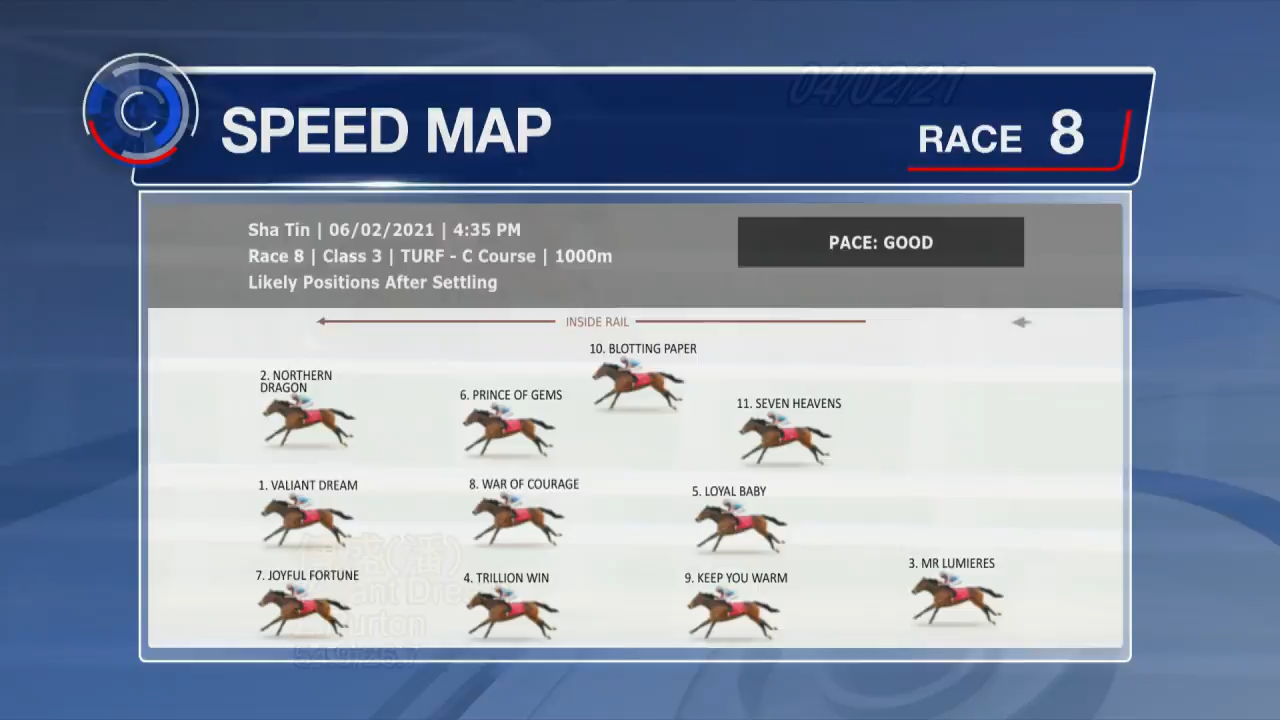 04/02/21
SPEED MAP
RACE 8
Sha Tin | 06/02/2021 | 4:35 PM
PACE: GOOD
Race 8 | Class 3 | TURF - C Course | 1000m
Likely Positions After Settling
INSIDE RAIL
10. BLOTTING PAPER
2. NORTHERN
DRAGON
6. PRINCE OF GEMS
11. SEVEN HEAVENS
1. VALIANT DREAM
8. WAR OF COURAGE
5. LOYAL BABY
7. JOYFUL FORTUNE
4. TRILLION WIN
9. KEEP YOU WARM
3. MR LUMIERES